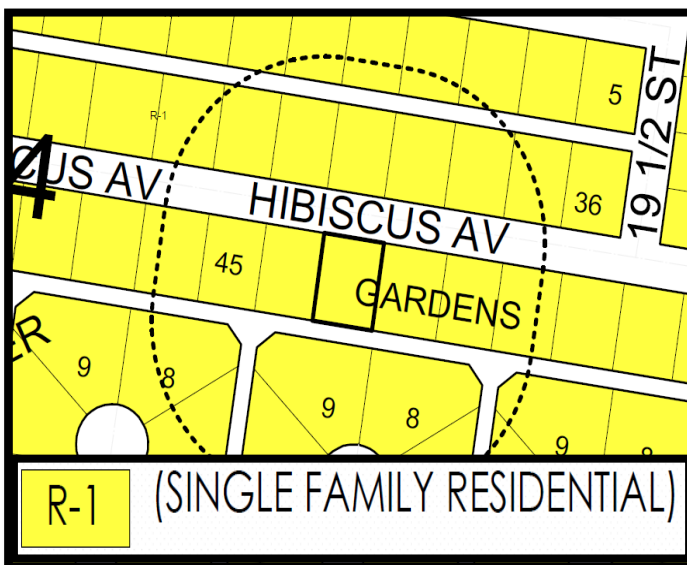 5
19 1/2 ST
R-1
4
CUS AV
HIBISCUS AV
36
45
GARDENS
ER
9
8
9
8
9
R-1 (SINGLE FAMILY RESIDENTIAL)